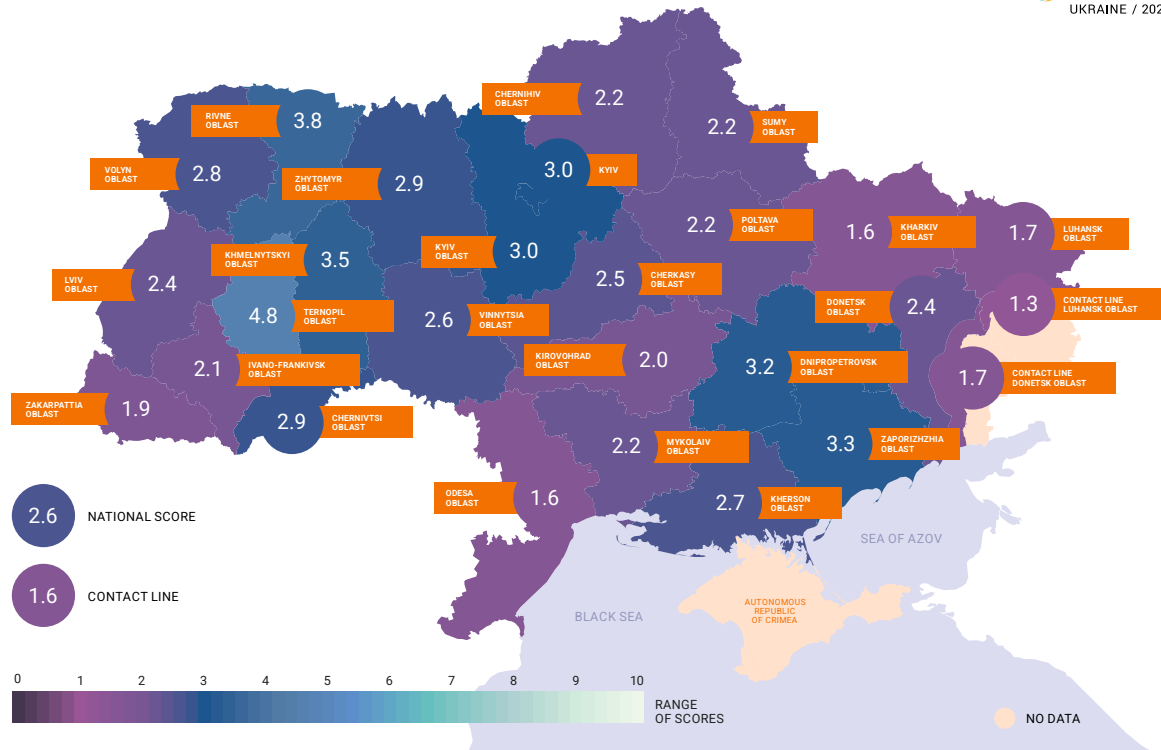 UKRAINE / 202
CHERNIHIV
OBLAST
2.2
RIVNE
OBLAST
3.8
2.2
SUMY
OBLAST
VOLYN
OBLAST
2.8
ZHYTOMYR
OBLAST
2.9
3.0
KYIV
2.2
POLTAVA
OBLAST
1.6
KHARKIV
OBLAST
1.7
LUHANSK
OBLAST
KHMELNYTSKYI
OBLAST
3.5
KYIV
OBLAST
3.0
LVIV
OBLAST
2.4
2.5
CHERKASY
OBLAST
DONETSK
OBLAST
2.4
1.3
CONTACT LINE
LUHANSK OBLAST
4.8
TERNOPIL
OBLAST
2.6
VINNYTSIA
OBLAST
2.1
IVANO-FRANKIVSK
OBLAST
KIROVOHRAD
OBLAST
2.0
3.2
DNIPROPETROVSK
OBLAST
1.7
CONTACT LINE
DONETSK OBLAST
ZAKARPATTIA
OBLAST
1.9
2.9
CHERNIVTSI
OBLAST
2.2
MYKOLAIV
OBLAST
3.3
ZAPORIZHZHIA
OBLAST
ODESA
OBLAST
1.6
2.7
KHERSON
OBLAST
2.6
NATIONAL SCORE
SEA OF AZOV
1.6
CONTACT LINE
BLACK SEA
AUTONOMOUS
REPUBLIC
OF CRIMEA
0 1 2 3 4 5 6 7 8 9 10
RANGE
OF SCORES
NO DATA